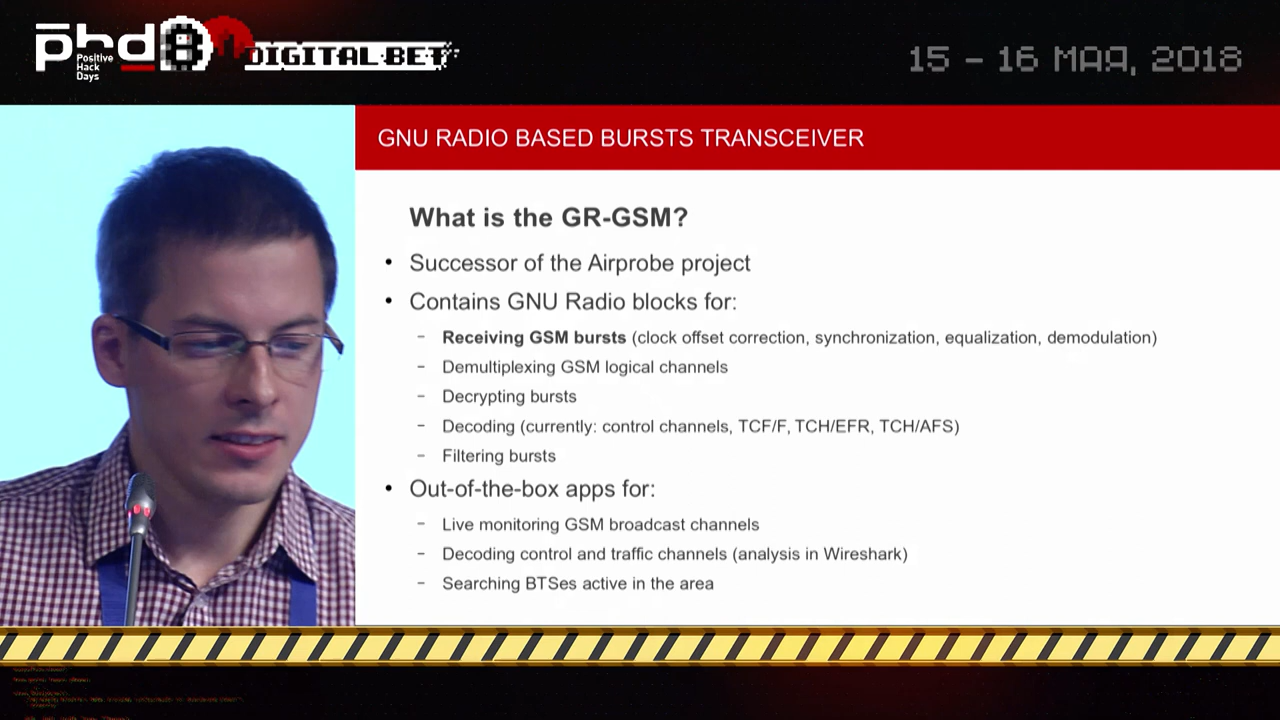 phd
Positive
Hack
Days
DIGITAL BET
15 – 16 МАЯ, 2018
GNU RADIO BASED BURSTS TRANSCEIVER
What is the GR-GSM?
• Successor of the Airprobe project
• Contains GNU Radio blocks for:
– Receiving GSM bursts (clock offset correction, synchronization, equalization, demodulation)
– Demultiplexing GSM logical channels
– Decrypting bursts
– Decoding (currently: control channels, TCF/F, TCH/EFR, TCH/AFS)
– Filtering bursts
• Out-of-the-box apps for:
– Live monitoring GSM broadcast channels
– Decoding control and traffic channels (analysis in Wireshark)
– Searching BTSes active in the area